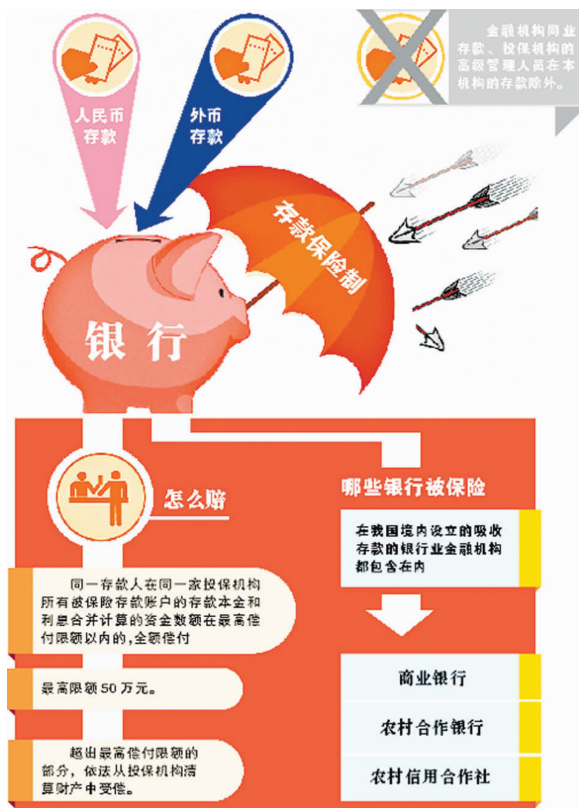 金融机构同业
存款、投保机构的
高级管理人员在本
机构的存款除外。
人民币
存款
外币
存款
存款保险制
银行
怎么赔
同一存款人在同一家投保机构
所有被保险存款账户的存款本金和
利息合并计算的资金数额在最高偿
付限额以内的,全额偿付
最高限额50万元。
超出最高偿付限额的
部分，依法从投保机构清
算财产中受偿。
哪些银行被保险
在我国境内设立的吸收
存款的银行业金融机构
都包含在内
商业银行
农村合作银行
农村信用合作社